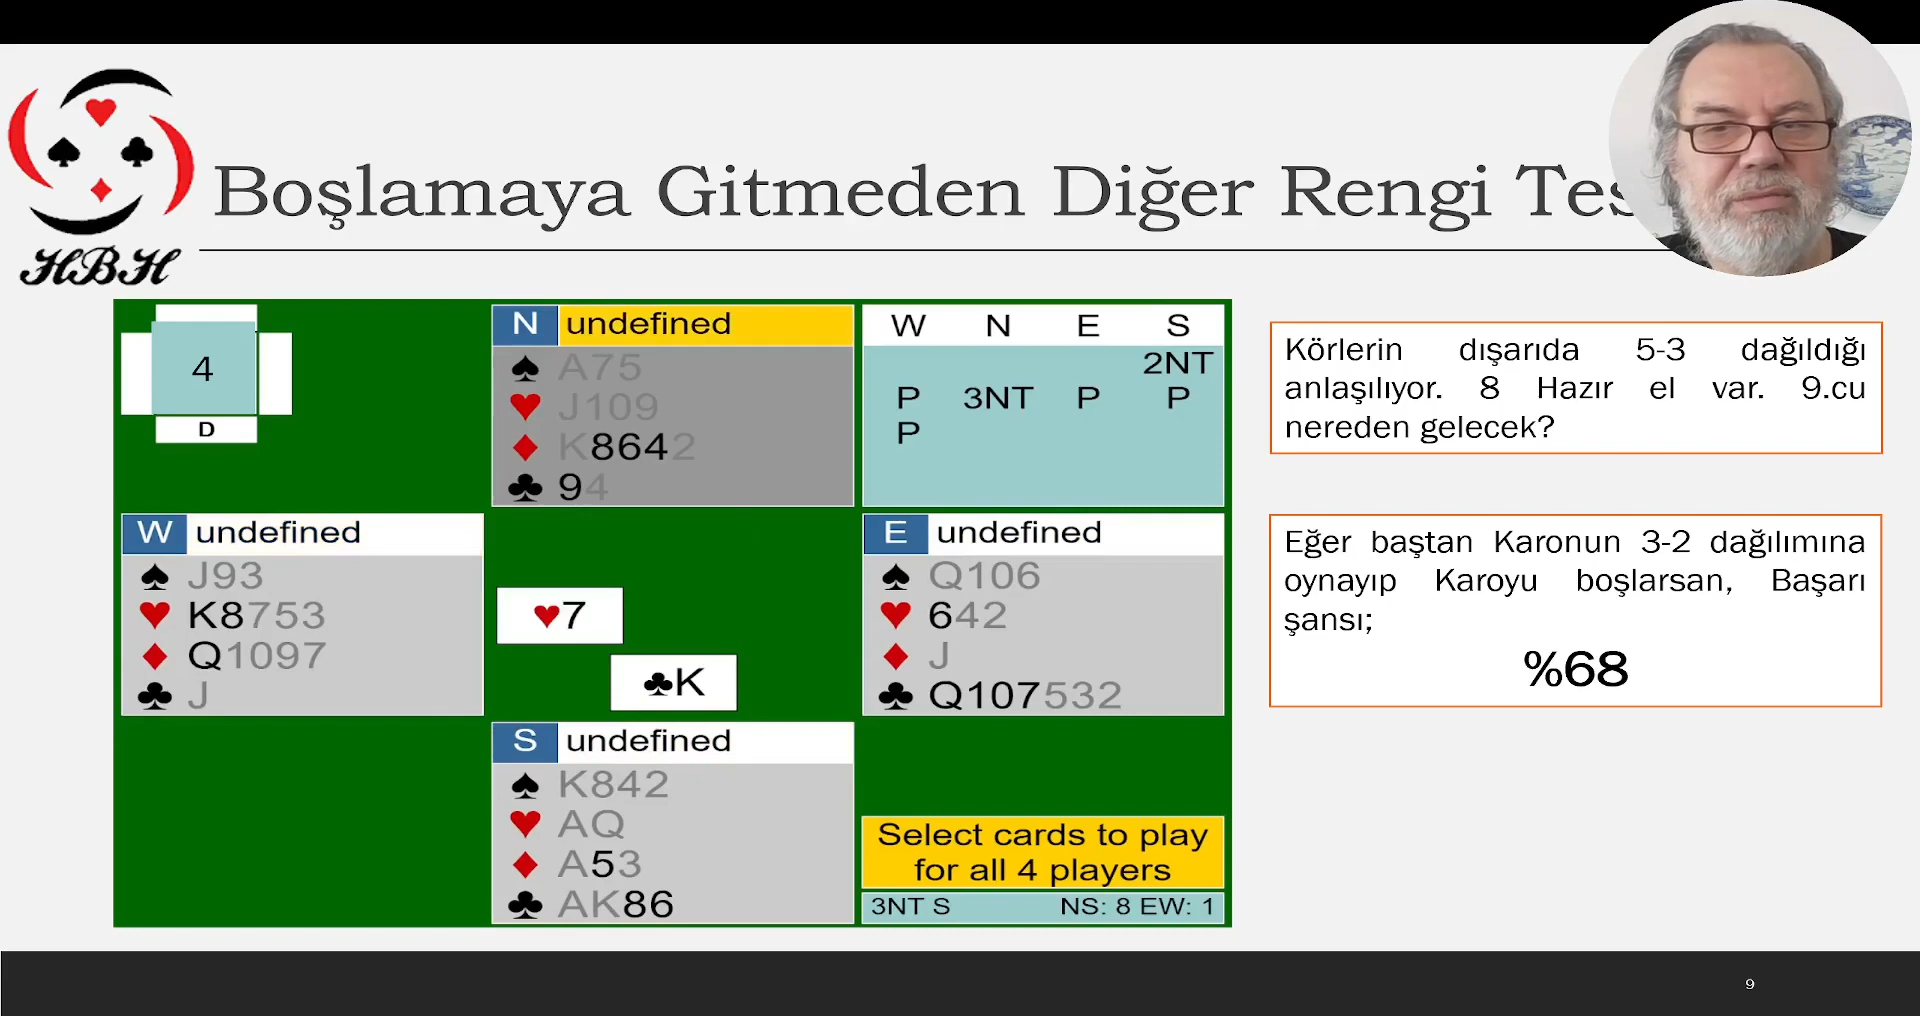 HBH
Boşlamaya Gitmeden Diğer Rengi
4
D
N undefined
♠ A75
♥ J109
♦ K8642
♣ 94
W N E S
2NT
P 3NT P P
P
W undefined
♠ J93
♥ K8753
♦ Q1097
♣ J
♥7
♣K
E undefined
♠ Q106
♥ 642
♦ J
♣ Q107532
S undefined
♠ K842
♥ AQ
♦ A53
♣ AK86
Select cards to play
for all 4 players
3NT S NS: 8 EW: 1
Körlerin dışarıda 5-3 dağıldığı
anlaşılıyor. 8 Hazır el var. 9.cu
nereden gelecek?
Eğer baştan Karonun 3-2 dağılımına
oynayıp Karoyu boşlarsan, Başarı
şansı;
%68
9